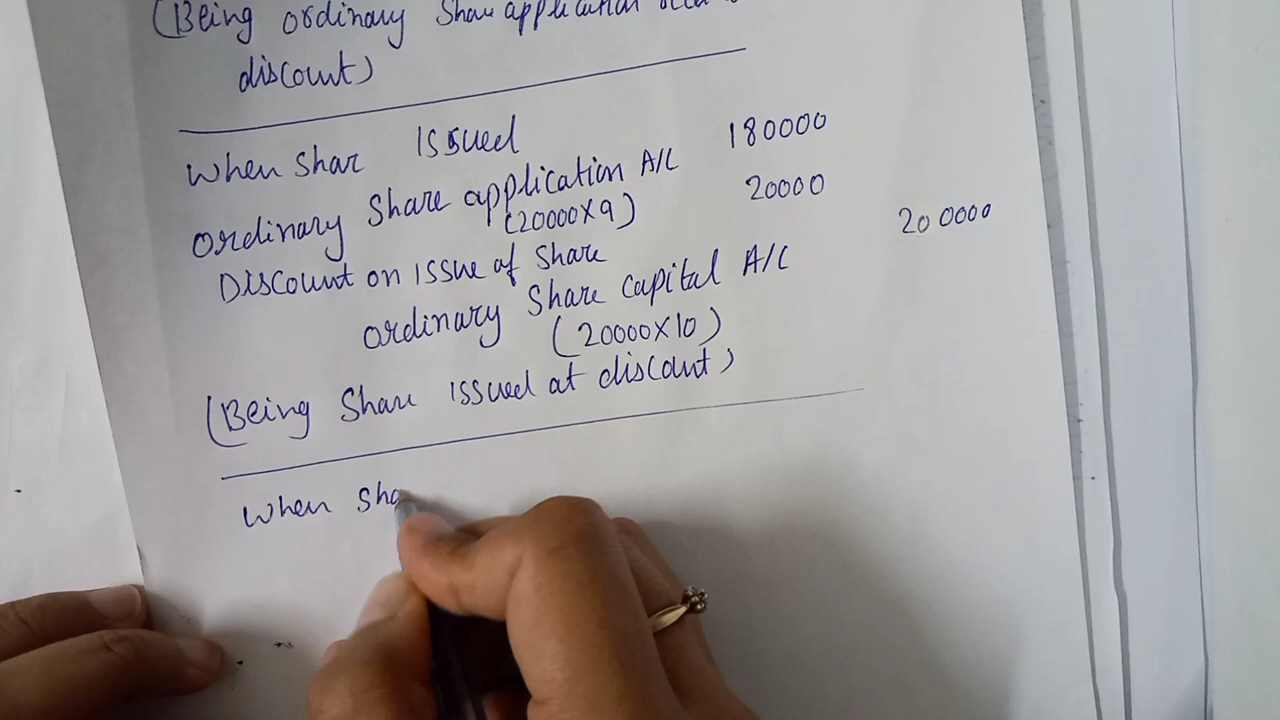 (Being ordinary Share application
discount)
When Shar Issued
Ordinary Share application A/C 180000
(20000X9)
Discount on Issue of Share 20000
Ordinary Share capital A/C 200000
(20000X10)
(Being Share Issued at discount)
When Sha